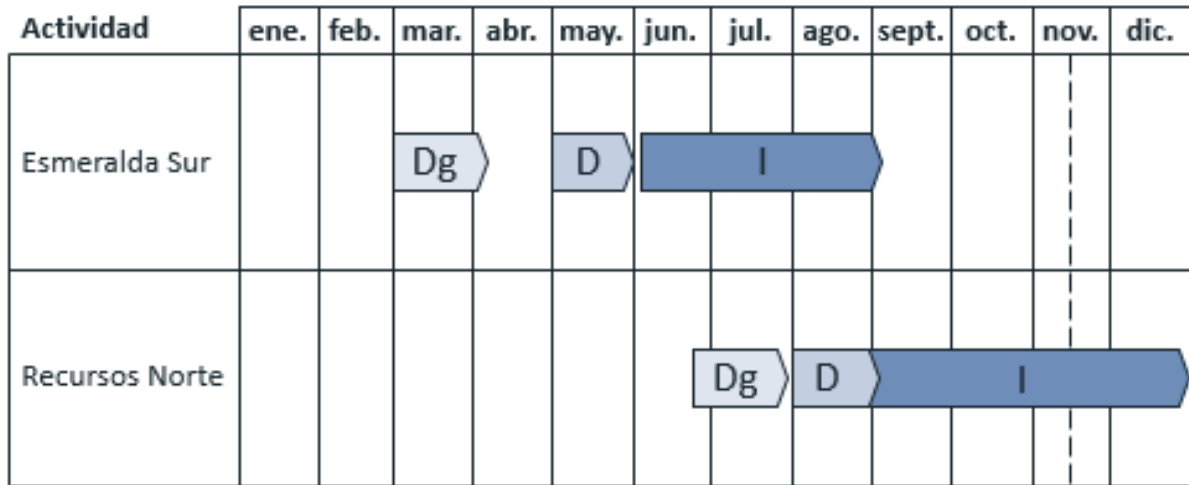 Actividad ene. feb. mar. abr. may. jun. jul. ago. sept. oct. nov. dic.
Esmeralda Sur Dg D I
Recursos Norte Dg D I